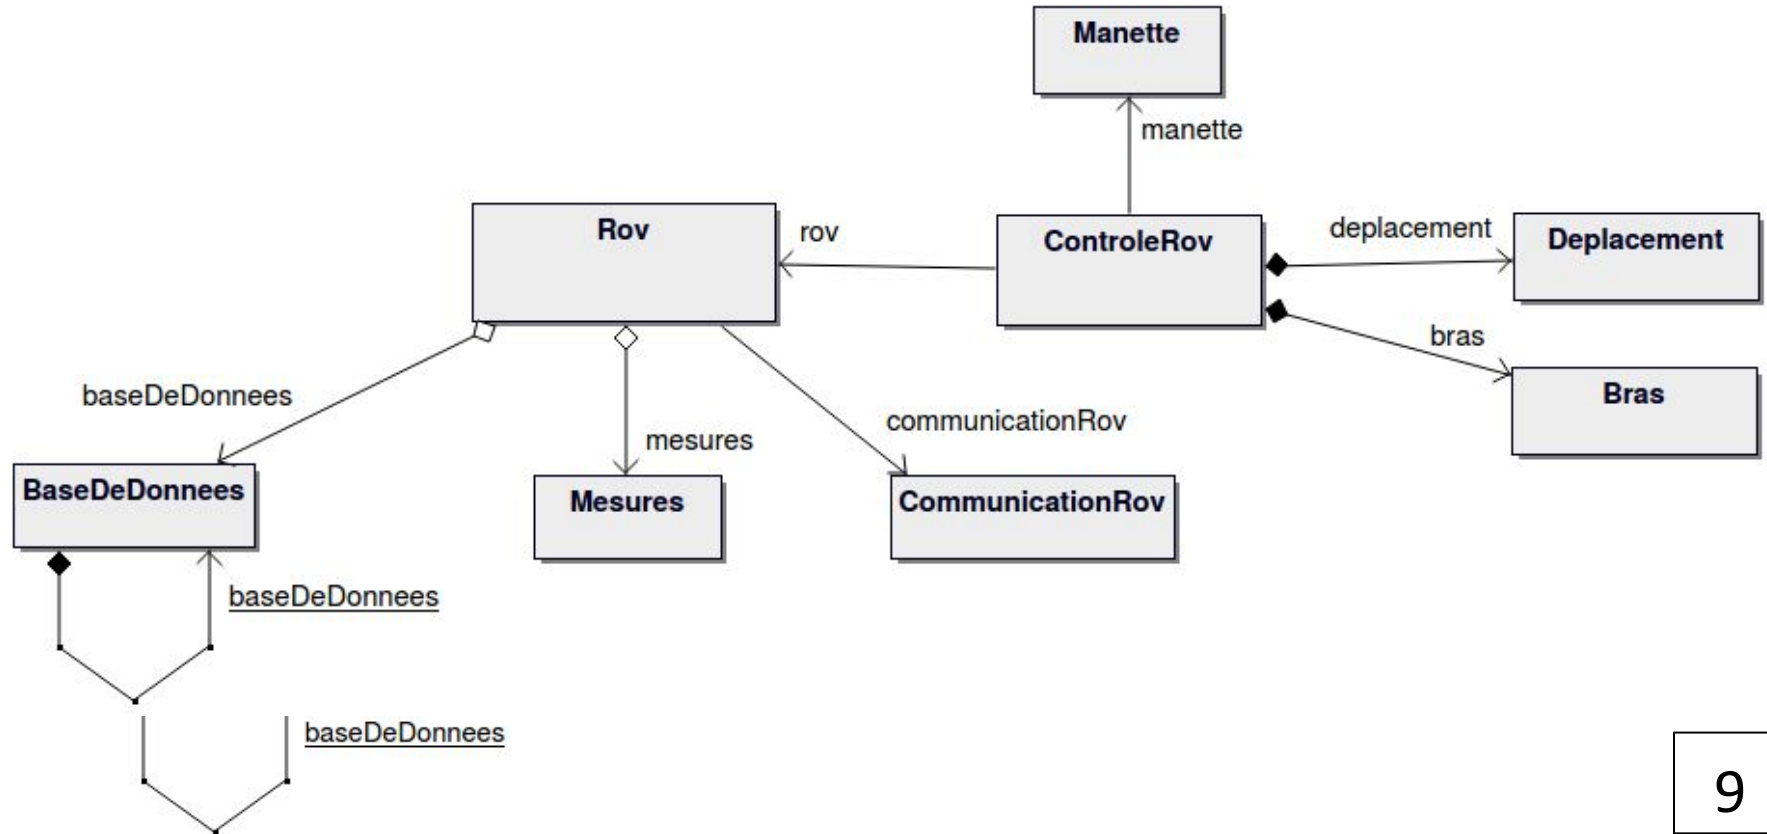 Manette
manette
Rov
rov
ControleRov
deplacement
Deplacement
bras
Bras
baseDeDonnees
mesures
communicationRov
BaseDeDonnees
Mesures
CommunicationRov
baseDeDonnees
baseDeDonnees
9